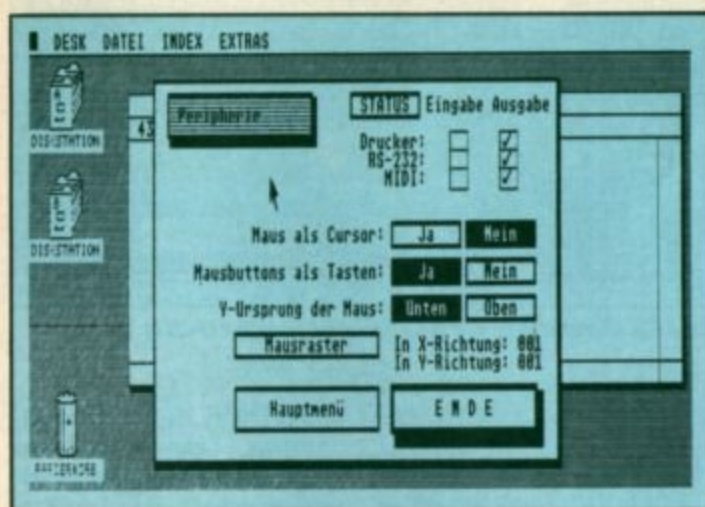 DESK DATEI INDEX EXTRAS
DISKSTATION
DISKSTATION
PAPIERKORB
43
Peripherie
STATUS Eingabe Ausgabe
Drucker:
RS-232:
MIDI:
Maus als Cursor: Ja Nein
Mausbuttons als Tasten: Ja Nein
Y-Ursprung der Maus: Unten Oben
Mausraster In X-Richtung: 001
In Y-Richtung: 001
Hauptmenü E N D E